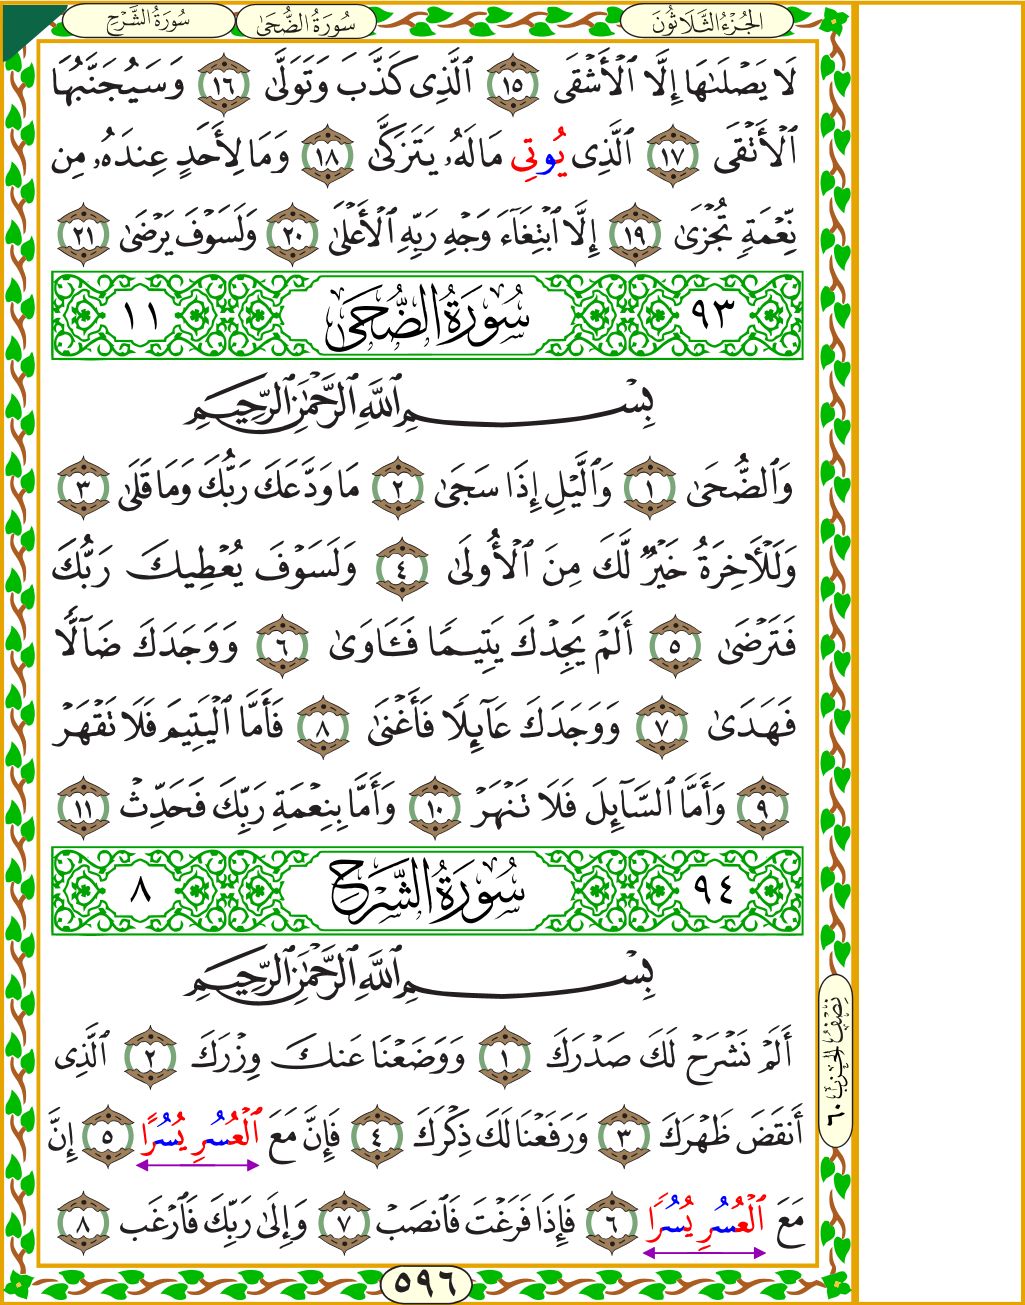 الجُزْءُ الثَّلَاثُونَ سُورَةُ الضُّحَىٰ سُورَةُ الشَّرْحِ
لَا يَصْلَىٰهَا إِلَّا ٱلْأَشْقَى ١٥ ٱلَّذِى كَذَّبَ وَتَوَلَّىٰ ١٦ وَسَيُجَنَّبُهَا
ٱلْأَتْقَى ١٧ ٱلَّذِى يُوتِى مَالَهُۥ يَتَزَكَّىٰ ١٨ وَمَا لِأَحَدٍ عِندَهُۥ مِن
نِّعْمَةٍ تُجْزَىٰٓ ١٩ إِلَّا ٱبْتِغَآءَ وَجْهِ رَبِّهِ ٱلْأَعْلَىٰ ٢٠ وَلَسَوْفَ يَرْضَىٰ ٢١
٩٣ سُورَةُ الضُّحَىٰ ١١
بِسْمِ ٱللَّهِ ٱلرَّحْمَٰنِ ٱلرَّحِيمِ
وَٱلضُّحَىٰ ١ وَٱلَّيْلِ إِذَا سَجَىٰ ٢ مَا وَدَّعَكَ رَبُّكَ وَمَا قَلَىٰ ٣
وَلَلْأَخِرَةُ خَيْرٌ لَّكَ مِنَ ٱلْأُولَىٰ ٤ وَلَسَوْفَ يُعْطِيكَ رَبُّكَ
فَتَرْضَىٰٓ ٥ أَلَمْ يَجِدْكَ يَتِيمًا فَـَٔاوَىٰ ٦ وَوَجَدَكَ ضَآلًّا
فَهَدَىٰ ٧ وَوَجَدَكَ عَآئِلًا فَأَغْنَىٰ ٨ فَأَمَّا ٱلْيَتِيمَ فَلَا تَقْهَرْ
٩ وَأَمَّا ٱلسَّآئِلَ فَلَا تَنْهَرْ ١٠ وَأَمَّا بِنِعْمَةِ رَبِّكَ فَحَدِّثْ ١١
٩٤ سُورَةُ الشَّرْحِ ٨
بِسْمِ ٱللَّهِ ٱلرَّحْمَٰنِ ٱلرَّحِيمِ
أَلَمْ نَشْرَحْ لَكَ صَدْرَكَ ١ وَوَضَعْنَا عَنكَ وِزْرَكَ ٢ ٱلَّذِىٓ
أَنقَضَ ظَهْرَكَ ٣ وَرَفَعْنَا لَكَ ذِكْرَكَ ٤ فَإِنَّ مَعَ ٱلْعُسُرِ يُسُرًا ٥ إِنَّ
مَعَ ٱلْعُسُرِ يُسُرًا ٦ فَإِذَا فَرَغْتَ فَٱنصَبْ ٧ وَإِلَىٰ رَبِّكَ فَٱرْغَب ٨
نِصْفُ الحِزْبِ ٦٠
٥٩٦